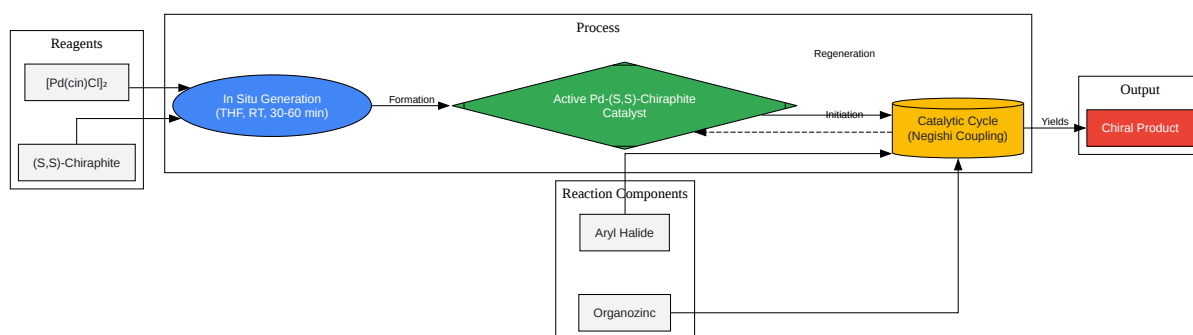 Process
Reagents
[Pd(cin)Cl]₂
(S,S)-Chiraphite
In Situ Generation
(THF, RT, 30-60 min)
Formation
Active Pd-(S,S)-Chiraphite
Catalyst
Regeneration
Initiation
Catalytic Cycle
(Negishi Coupling)
Yields
Output
Chiral Product
Reaction Components
Aryl Halide
Organozinc